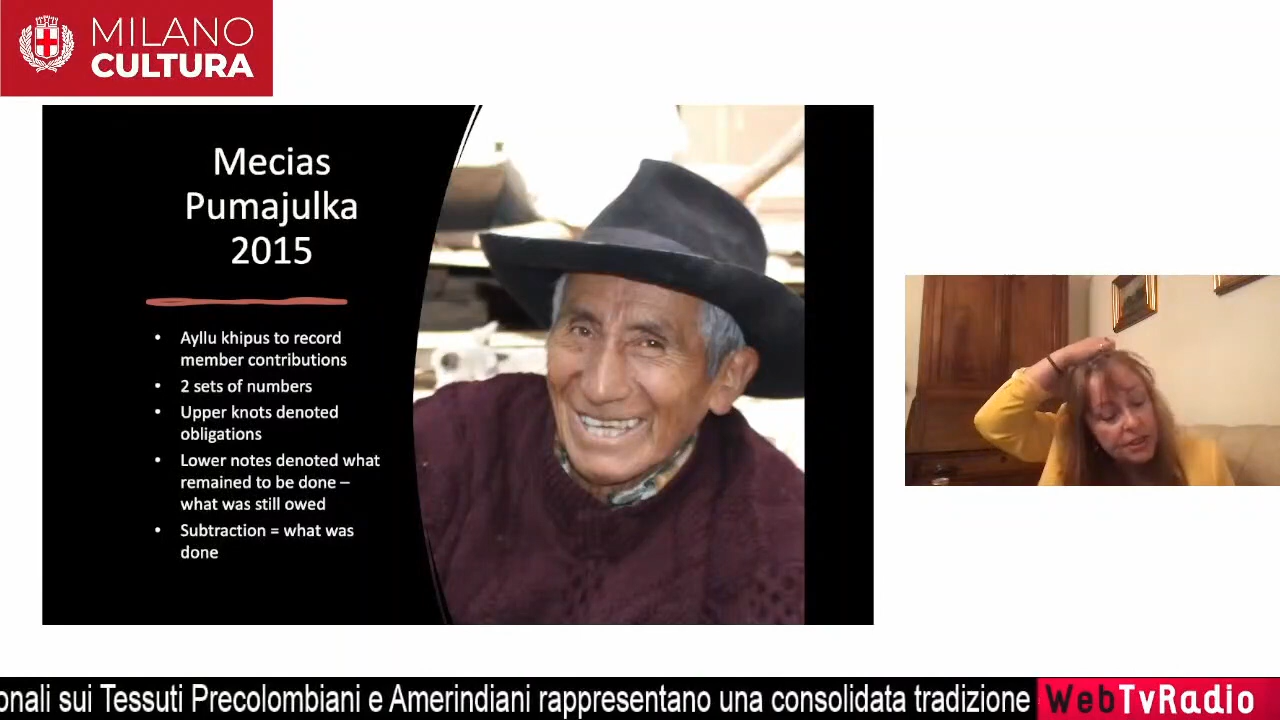 MILANO
CULTURA
Mecias
Pumajulka
2015
• Ayllu khipus to record
member contributions
• 2 sets of numbers
• Upper knots denoted
obligations
• Lower notes denoted what
remained to be done –
what was still owed
• Subtraction = what was
done
onali sui Tessuti Precolombiani e Amerindiani rappresentano una consolidata tradizione
WebTvRadio